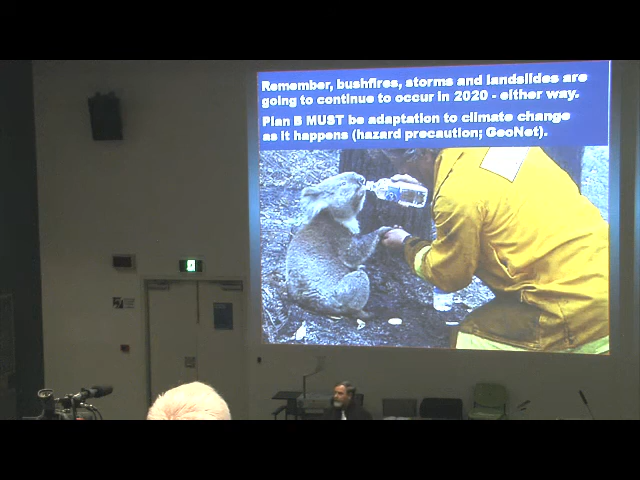 Remember, bushfires, storms and landslides are
going to continue to occur in 2020 - either way.
Plan B MUST be adaptation to climate change
as it happens (hazard precaution; GeoNet).